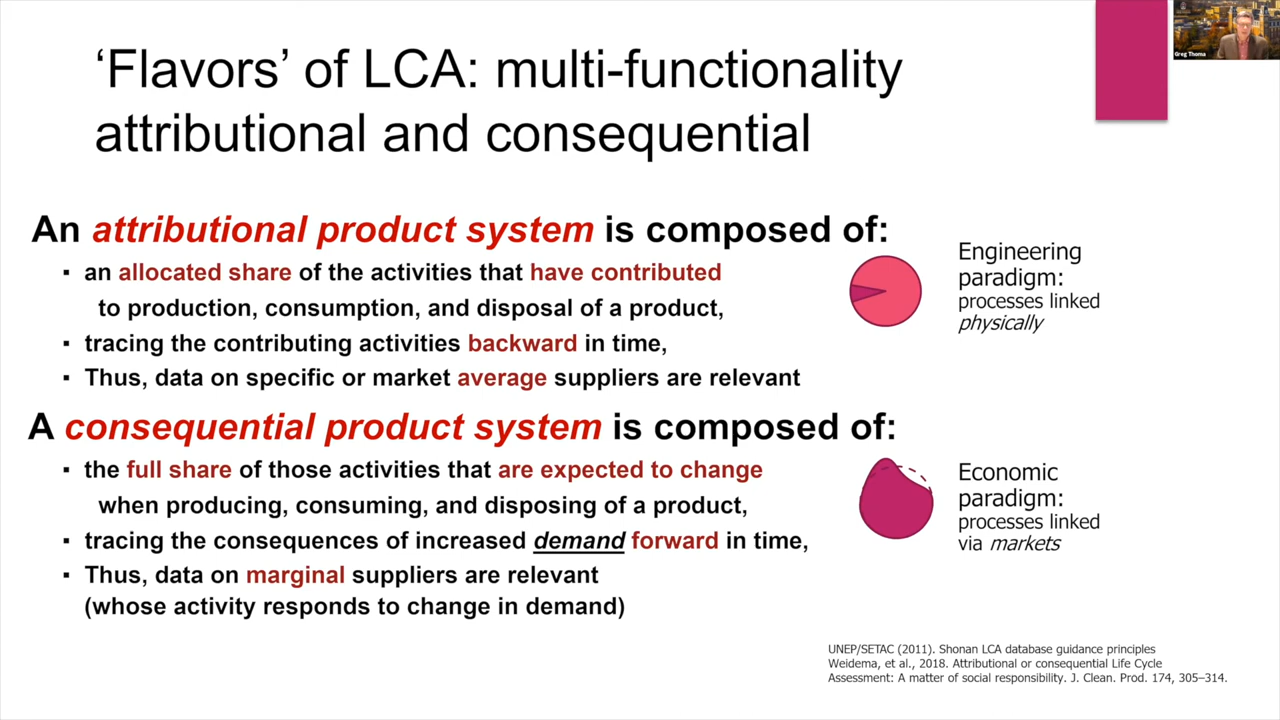 ‘Flavors’ of LCA: multi-functionality
attributional and consequential
Greg Thoma
An attributional product system is composed of:
▪ an allocated share of the activities that have contributed
to production, consumption, and disposal of a product,
▪ tracing the contributing activities backward in time,
▪ Thus, data on specific or market average suppliers are relevant
Engineering
paradigm:
processes linked
physically
A consequential product system is composed of:
▪ the full share of those activities that are expected to change
when producing, consuming, and disposing of a product,
▪ tracing the consequences of increased demand forward in time,
▪ Thus, data on marginal suppliers are relevant
(whose activity responds to change in demand)
Economic
paradigm:
processes linked
via markets
UNEP/SETAC (2011). Shonan LCA database guidance principles
Weidema, et al., 2018. Attributional or consequential Life Cycle
Assessment: A matter of social responsibility. J. Clean. Prod. 174, 305–314.